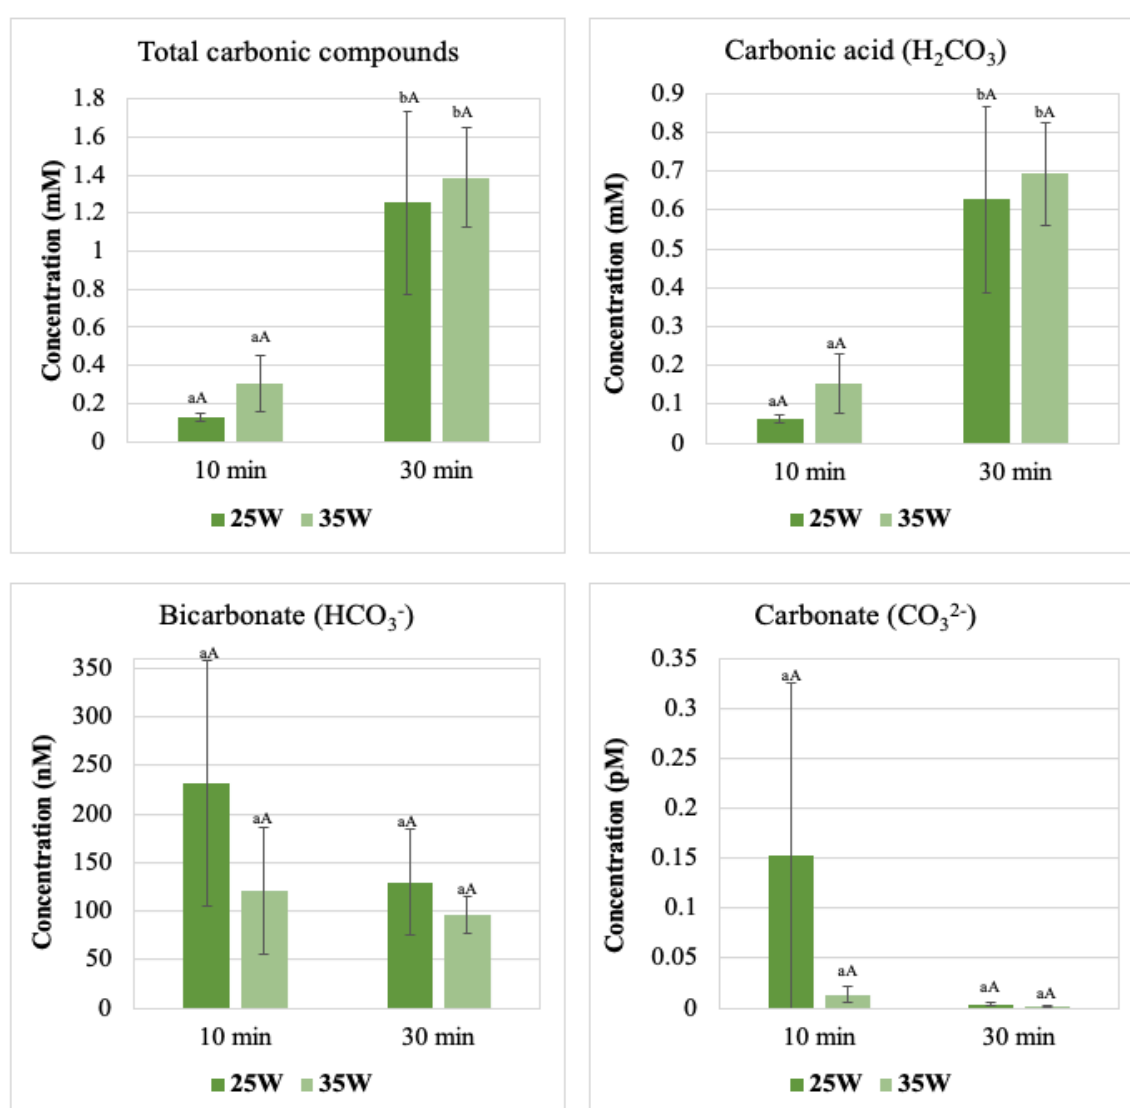 Total carbonic compounds
Concentration (mM)
1.8
1.6
1.4
1.2
1
0.8
0.6
0.4
0.2
0
aA
aA
bA
bA
10 min
30 min
25W 35W
Carbonic acid (H₂CO₃)
Concentration (mM)
0.9
0.8
0.7
0.6
0.5
0.4
0.3
0.2
0.1
0
aA
aA
bA
bA
10 min
30 min
25W 35W
Bicarbonate (HCO₃⁻)
Concentration (nM)
350
300
250
200
150
100
50
0
aA
aA
aA
aA
10 min
30 min
25W 35W
Carbonate (CO₃²⁻)
Concentration (pM)
0.35
0.3
0.25
0.2
0.15
0.1
0.05
0
aA
aA
aA
aA
10 min
30 min
25W 35W